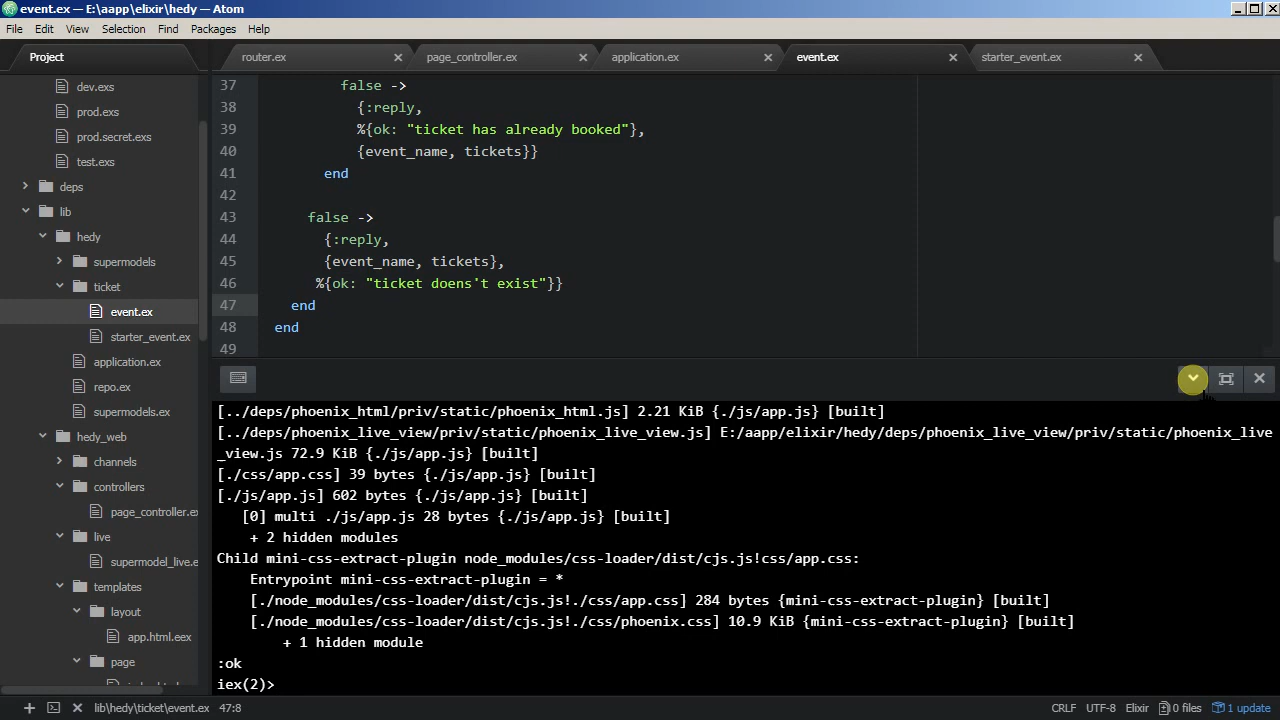 event.ex — E:\aapp\elixir\hedy — Atom
File Edit View Selection Find Packages Help
Project
router.ex
page_controller.ex
application.ex
event.ex
starter_event.ex
dev.exs
prod.exs
prod.secret.exs
test.exs
deps
lib
hedy
supermodels
ticket
event.ex
starter_event.ex
application.ex
repo.ex
supermodels.ex
hedy_web
channels
controllers
page_controller.ex
live
supermodel_live.e
templates
layout
app.html.eex
page
37 false ->
38 {:reply,
39 %{ok: "ticket has already booked"},
40 {event_name, tickets}}
41 end
42
43 false ->
44 {:reply,
45 {event_name, tickets},
46 %{ok: "ticket doens't exist"}}
47 end
48 end
49
[../deps/phoenix_html/priv/static/phoenix_html.js] 2.21 KiB {./js/app.js} [built]
[../deps/phoenix_live_view/priv/static/phoenix_live_view.js] E:/aapp/elixir/hedy/deps/phoenix_live_view/priv/static/phoenix_live
_view.js 72.9 KiB {./js/app.js} [built]
[./css/app.css] 39 bytes {./js/app.js} [built]
[./js/app.js] 602 bytes {./js/app.js} [built]
[0] multi ./js/app.js 28 bytes {./js/app.js} [built]
+ 2 hidden modules
Child mini-css-extract-plugin node_modules/css-loader/dist/cjs.js!css/app.css:
Entrypoint mini-css-extract-plugin = *
[./node_modules/css-loader/dist/cjs.js!./css/app.css] 284 bytes {mini-css-extract-plugin} [built]
[./node_modules/css-loader/dist/cjs.js!./css/phoenix.css] 10.9 KiB {mini-css-extract-plugin} [built]
+ 1 hidden module
:ok
iex(2)>
lib\hedy\ticket\event.ex 47:8
CRLF UTF-8 Elixir 0 files 1 update